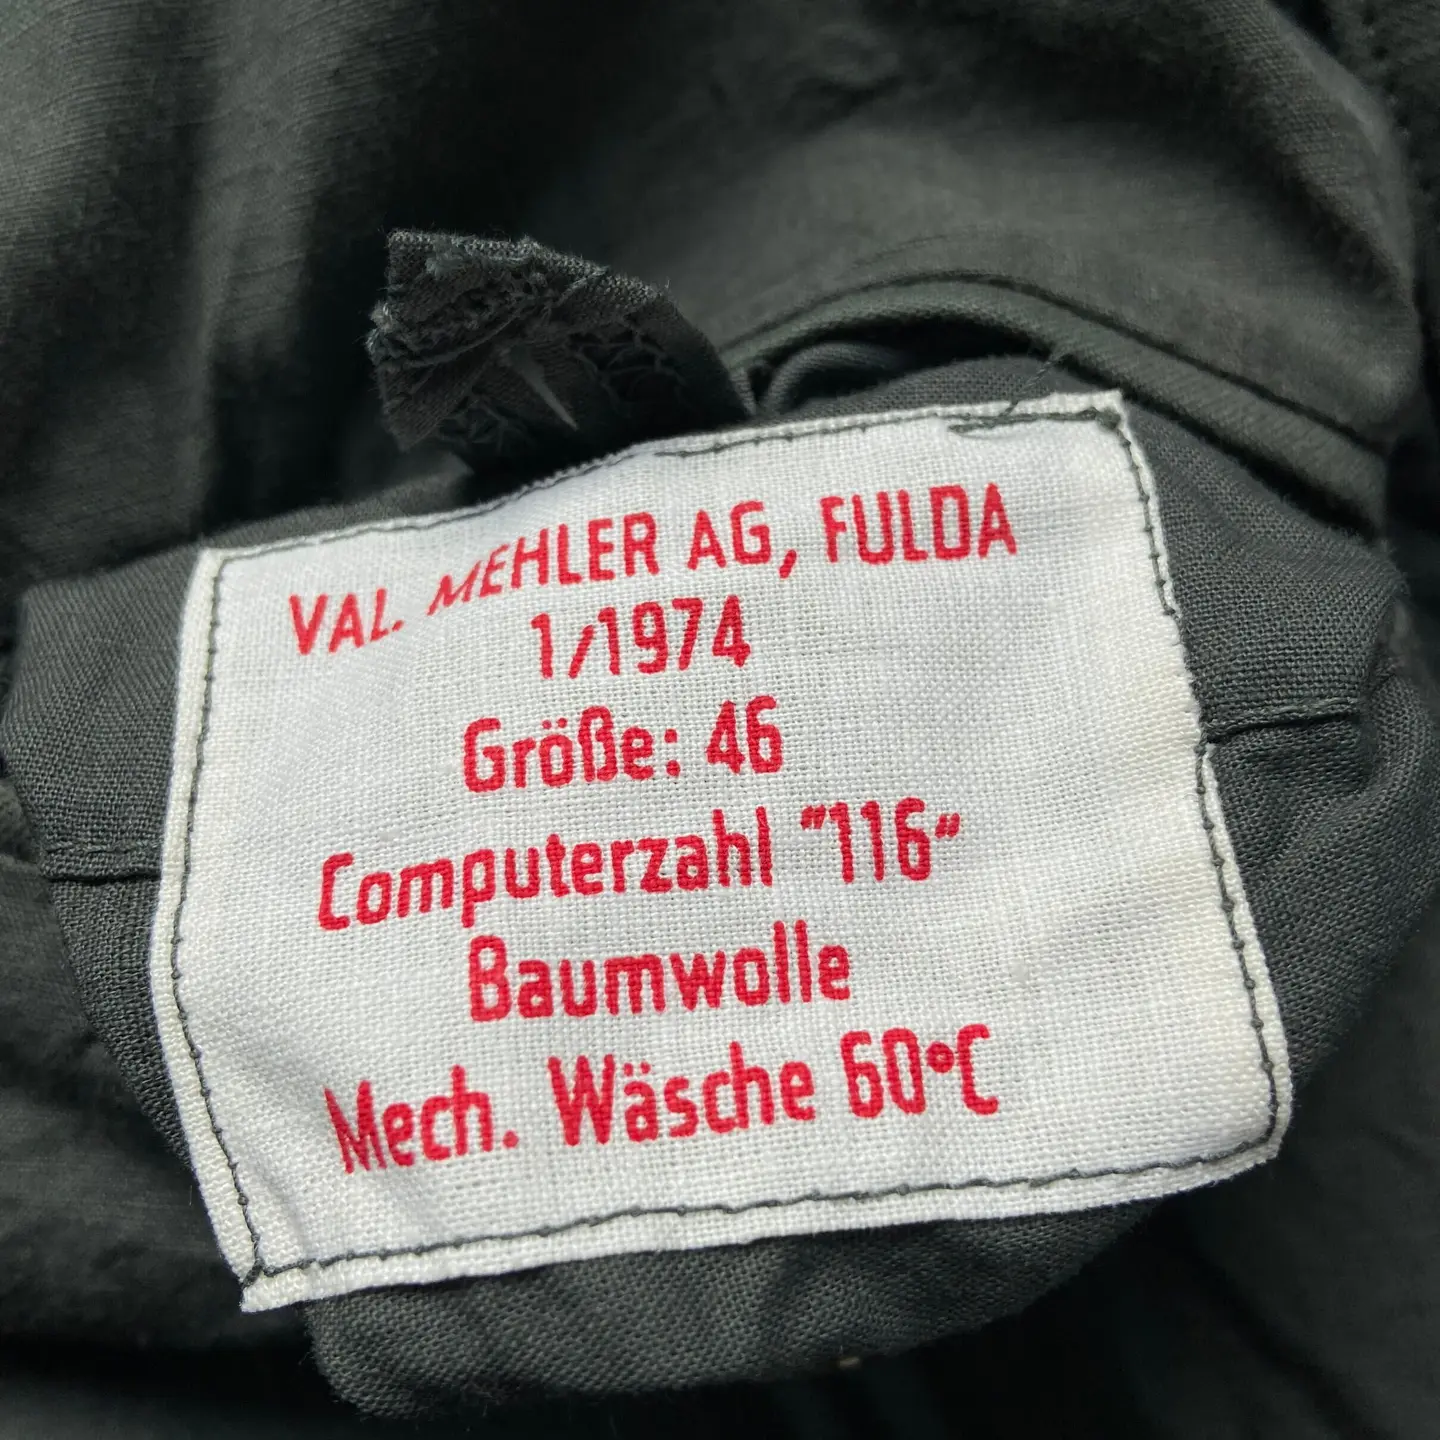 VAL. MEHLER AG, FULDA
1/1974
Größe: 46
Computerzahl "116"
Baumwolle
Mech. Wäsche 60°C